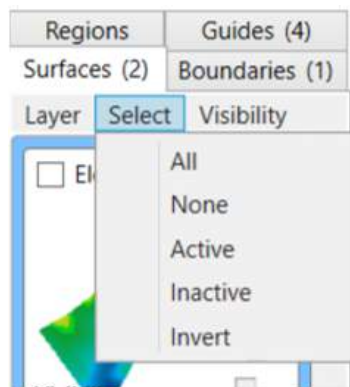 Regions Guides (4)
Surfaces (2) Boundaries (1)
Layer Select Visibility
All
None
Active
Inactive
Invert